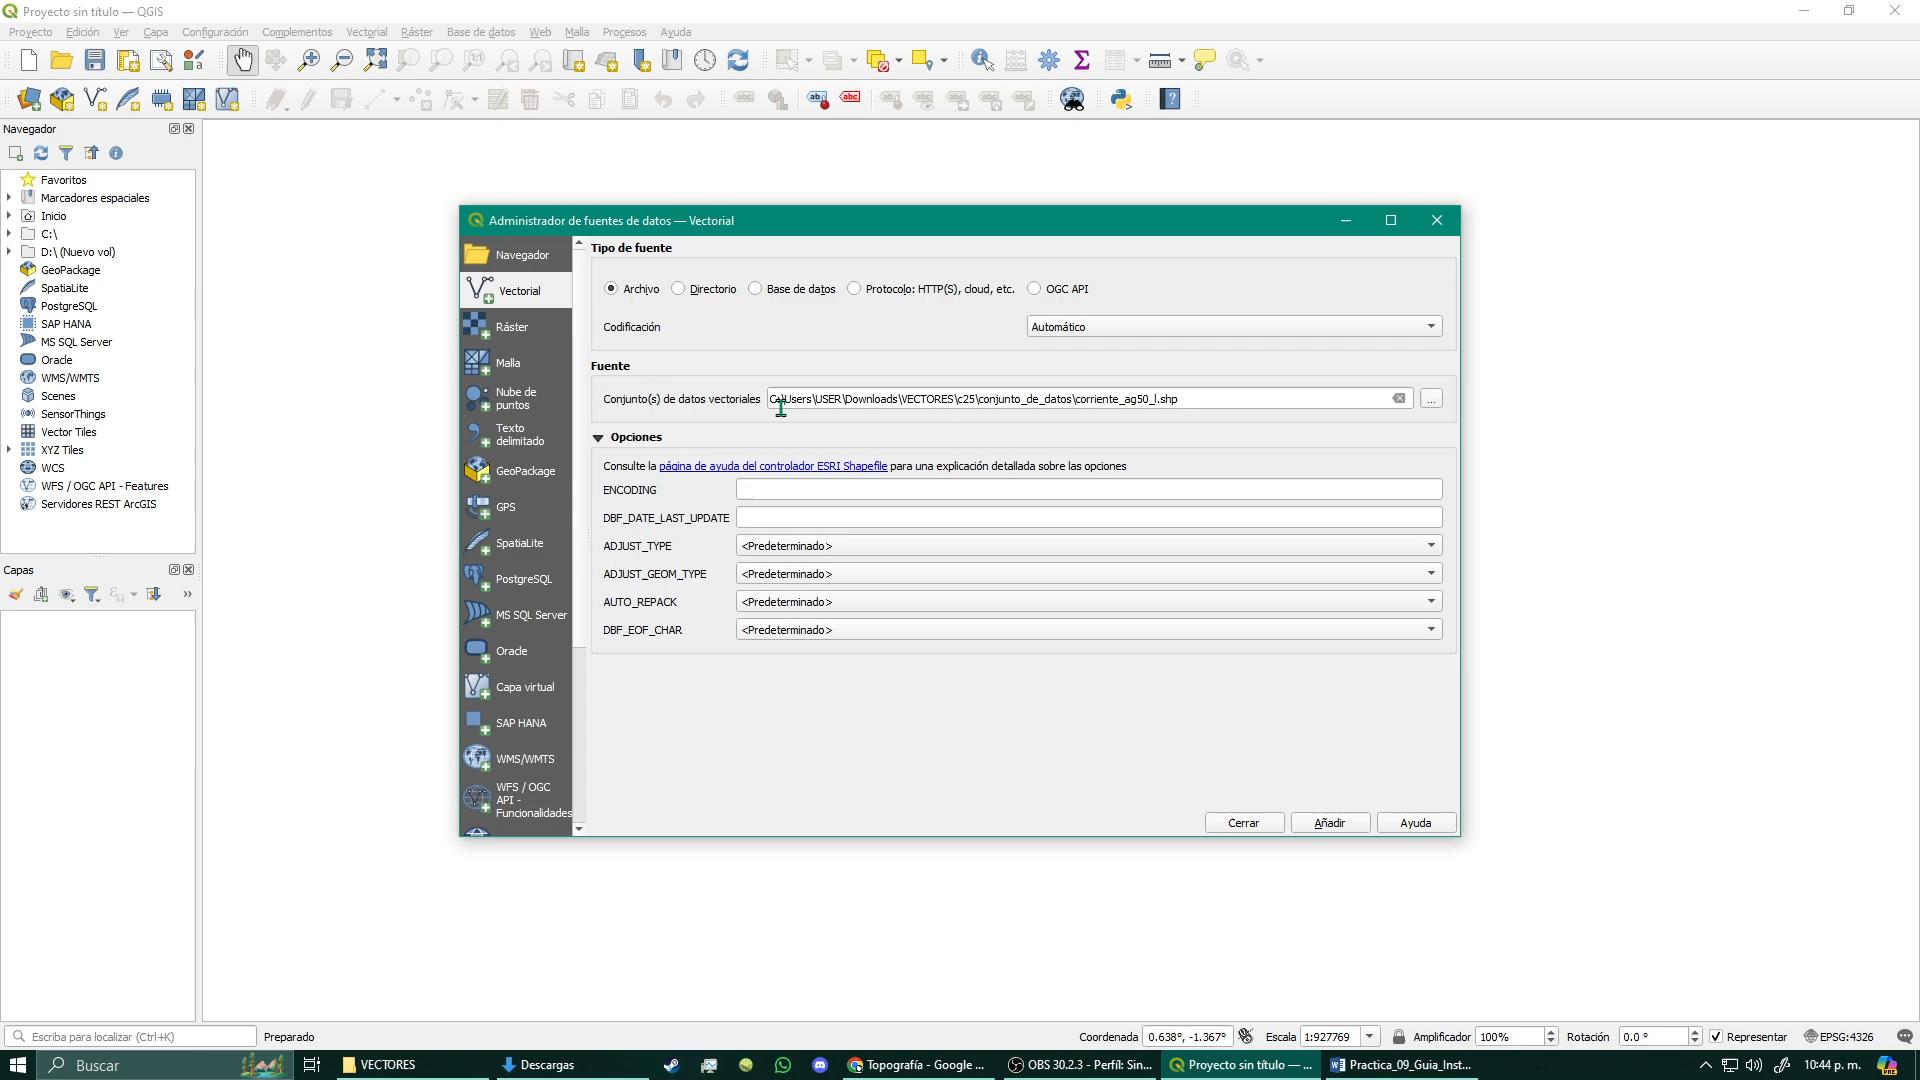 Proyecto sin título — QGIS
Proyecto Edición Ver Capa Configuración Complementos Vectorial Ráster Base de datos Web Malla Procesos Ayuda
Navegador
Favoritos
Marcadores espaciales
Inicio
C:\
D:\ (Nuevo vol)
GeoPackage
SpatiaLite
PostgreSQL
SAP HANA
MS SQL Server
Oracle
WMS/WMTS
Scenes
SensorThings
Vector Tiles
XYZ Tiles
WCS
WFS / OGC API - Features
Servidores REST ArcGIS
Capas
Administrador de fuentes de datos — Vectorial
Navegador
Vectorial
Ráster
Malla
Nube de
puntos
Texto
delimitado
GeoPackage
GPS
SpatiaLite
PostgreSQL
MS SQL Server
Oracle
Capa virtual
SAP HANA
WMS/WMTS
WFS / OGC
API -
Funcionalidades
Tipo de fuente
Archivo Directorio Base de datos Protocolo: HTTP(S), cloud, etc. OGC API
Codificación Automático
Fuente
Conjunto(s) de datos vectoriales C:\Users\USER\Downloads\VECTORES\c25\conjunto_de_datos\corriente_ag50_l.shp ...
Opciones
Consulte la página de ayuda del controlador ESRI Shapefile para una explicación detallada sobre las opciones
ENCODING
DBF_DATE_LAST_UPDATE
ADJUST_TYPE <Predeterminado>
ADJUST_GEOM_TYPE <Predeterminado>
AUTO_REPACK <Predeterminado>
DBF_EOF_CHAR <Predeterminado>
Cerrar Añadir Ayuda
Escriba para localizar (Ctrl+K) Preparado Coordenada 0.638°, -1.367° Escala 1:927769 Amplificador 100% Rotación 0.0 ° Representar EPSG:4326
Buscar VECTORES Descargas Topografía - Google ... OBS 30.2.3 - Perfil: Sin... Proyecto sin título — ... Practica_09_Guia_Inst... 10:44 p. m.